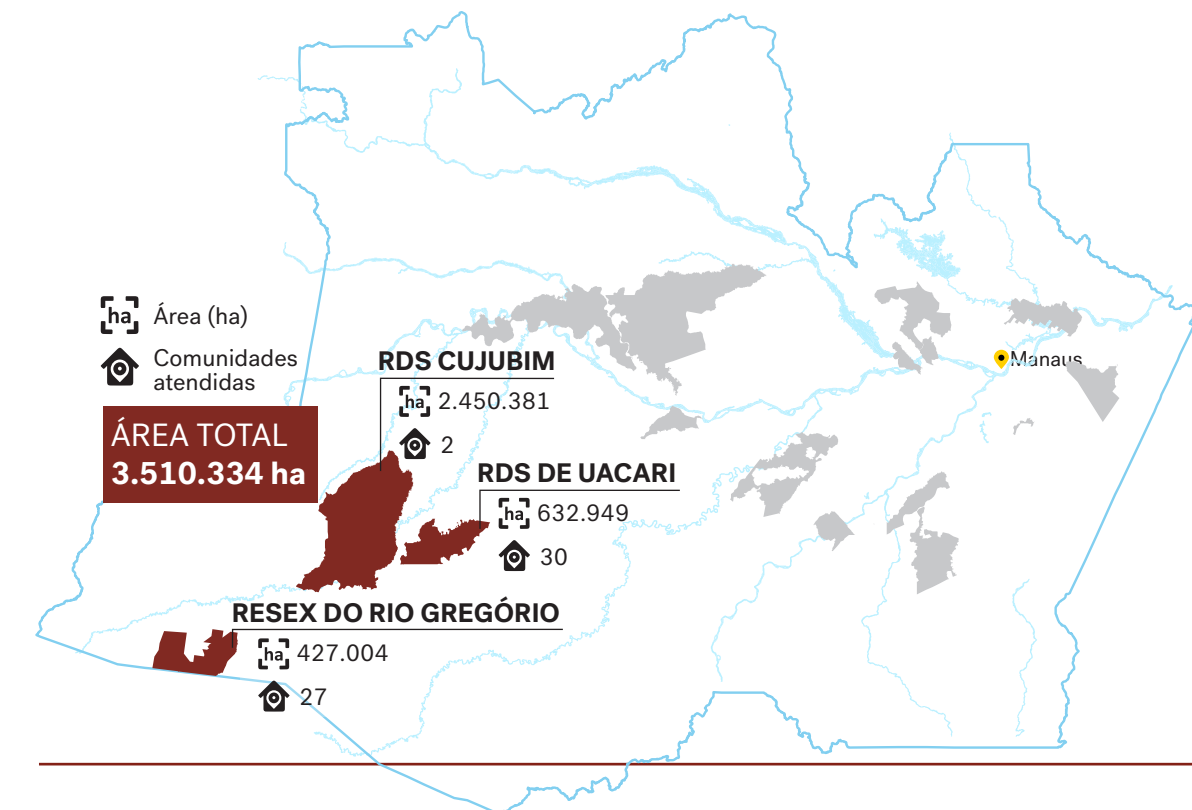 ha Área (ha)
Comunidades
atendidas
ÁREA TOTAL
3.510.334 ha
RDS CUJUBIM
ha 2.450.381
2
RDS DE UACARI
ha 632.949
30
RESEX DO RIO GREGÓRIO
ha 427.004
27
Manaus